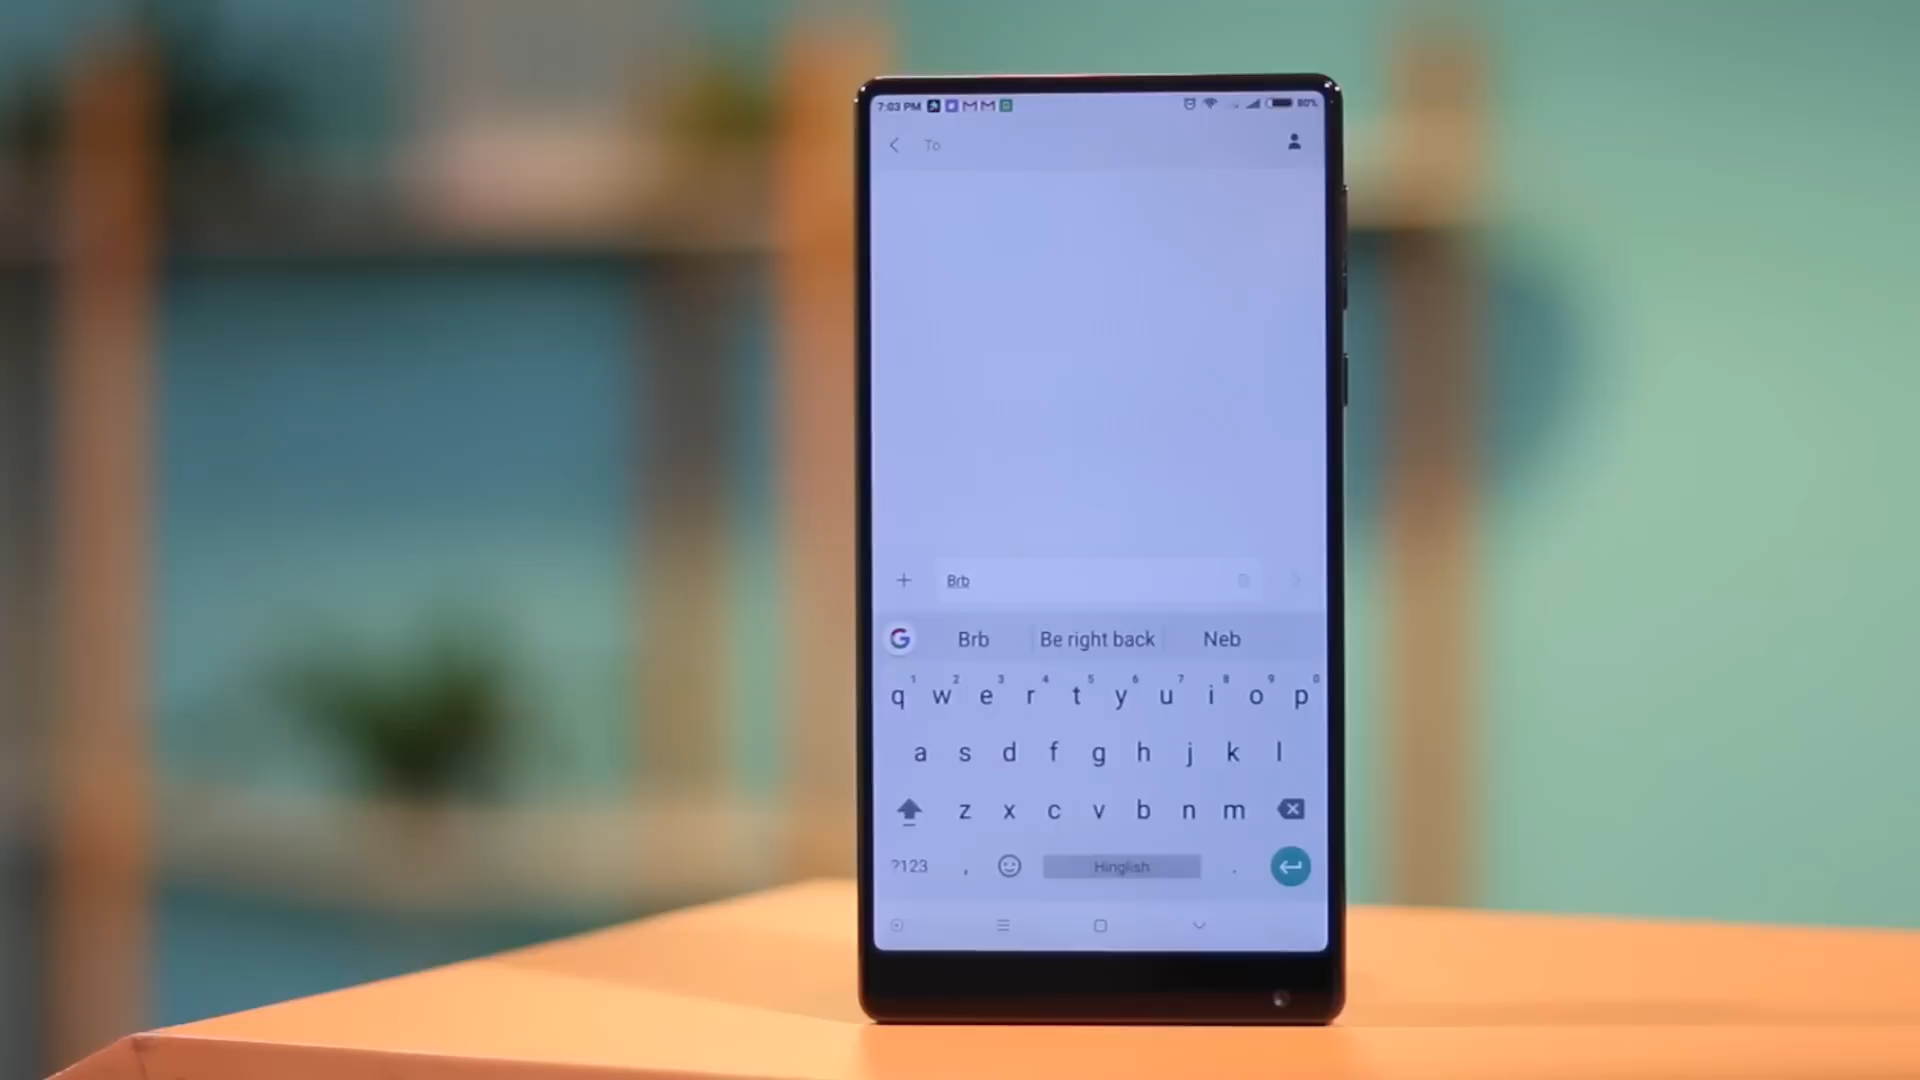 7:03 PM 80%
To
Brb
G Brb Be right back Neb
1 2 3 4 5 6 7 8 9 0
q w e r t y u i o p
a s d f g h j k l
z x c v b n m
?123 , Hinglish .